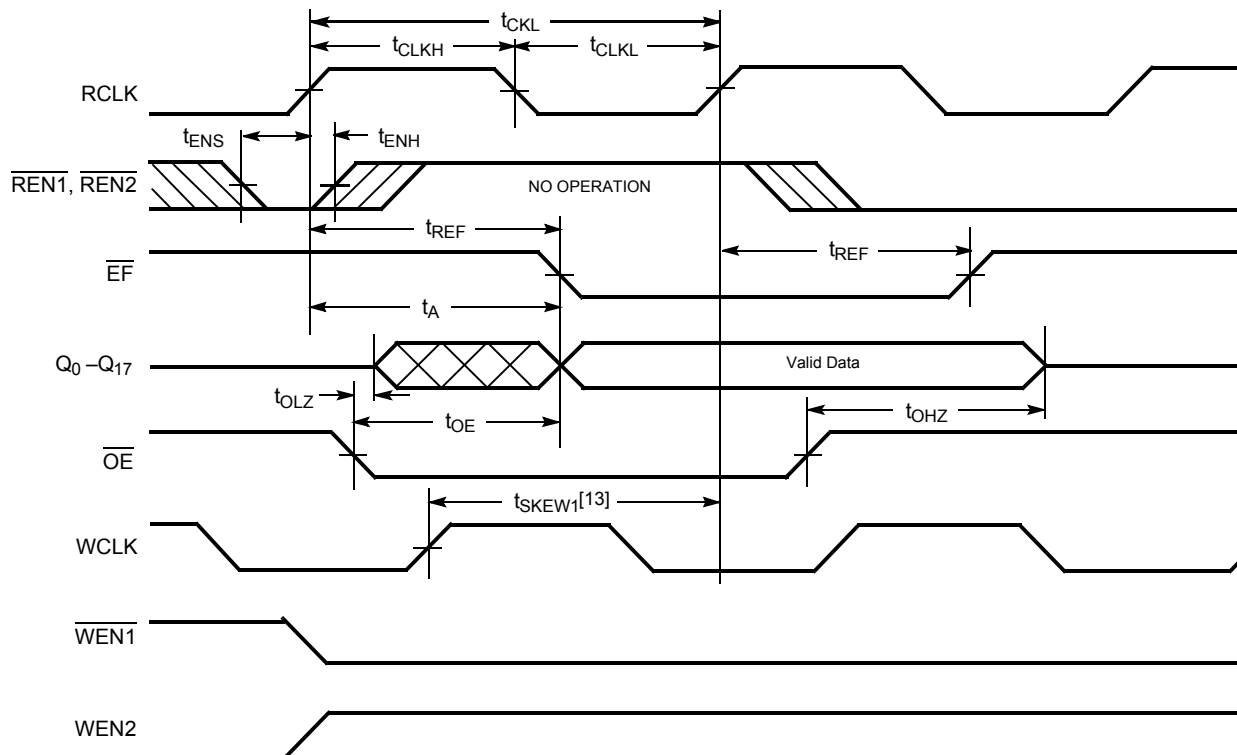 tCKL
tCLKH tCLKL
RCLK
tENS tENH
REN1, REN2
NO OPERATION
tREF
tREF
EF
tA
Q0 –Q17
Valid Data
tOLZ
tOE
tOHZ
OE
tSKEW1[13]
WCLK
WEN1
WEN2